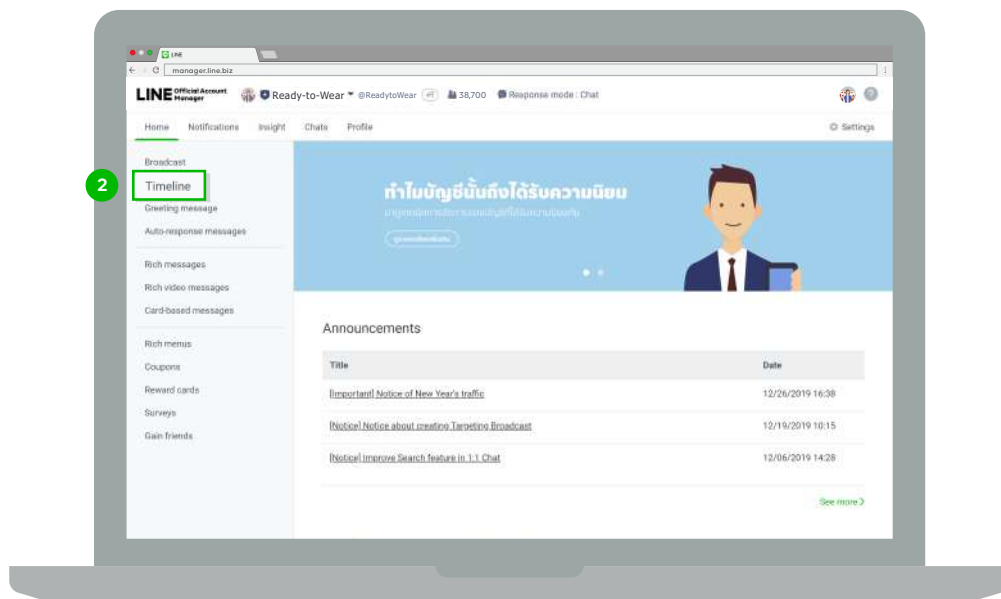 LINE
manager.line.biz
LINE Official Account Manager
Ready-to-Wear @ReadytoWear ฟรี 38,700 Response mode : Chat
Home Notifications Insight Chats Profile Settings
Broadcast
2
Timeline
Greeting message
Auto-response messages
Rich messages
Rich video messages
Card-based messages
Rich menus
Coupons
Reward cards
Surveys
Gain friends
ทำไมบัญชีนั้นถึงได้รับความนิยม
Announcements
Title Date
[Important] Notice of New Year's traffic 12/26/2019 16:38
[Notice] Notice about creating Targeting Broadcast 12/19/2019 10:15
[Notice] Improve Search feature in 1:1 Chat 12/06/2019 14:28
See more